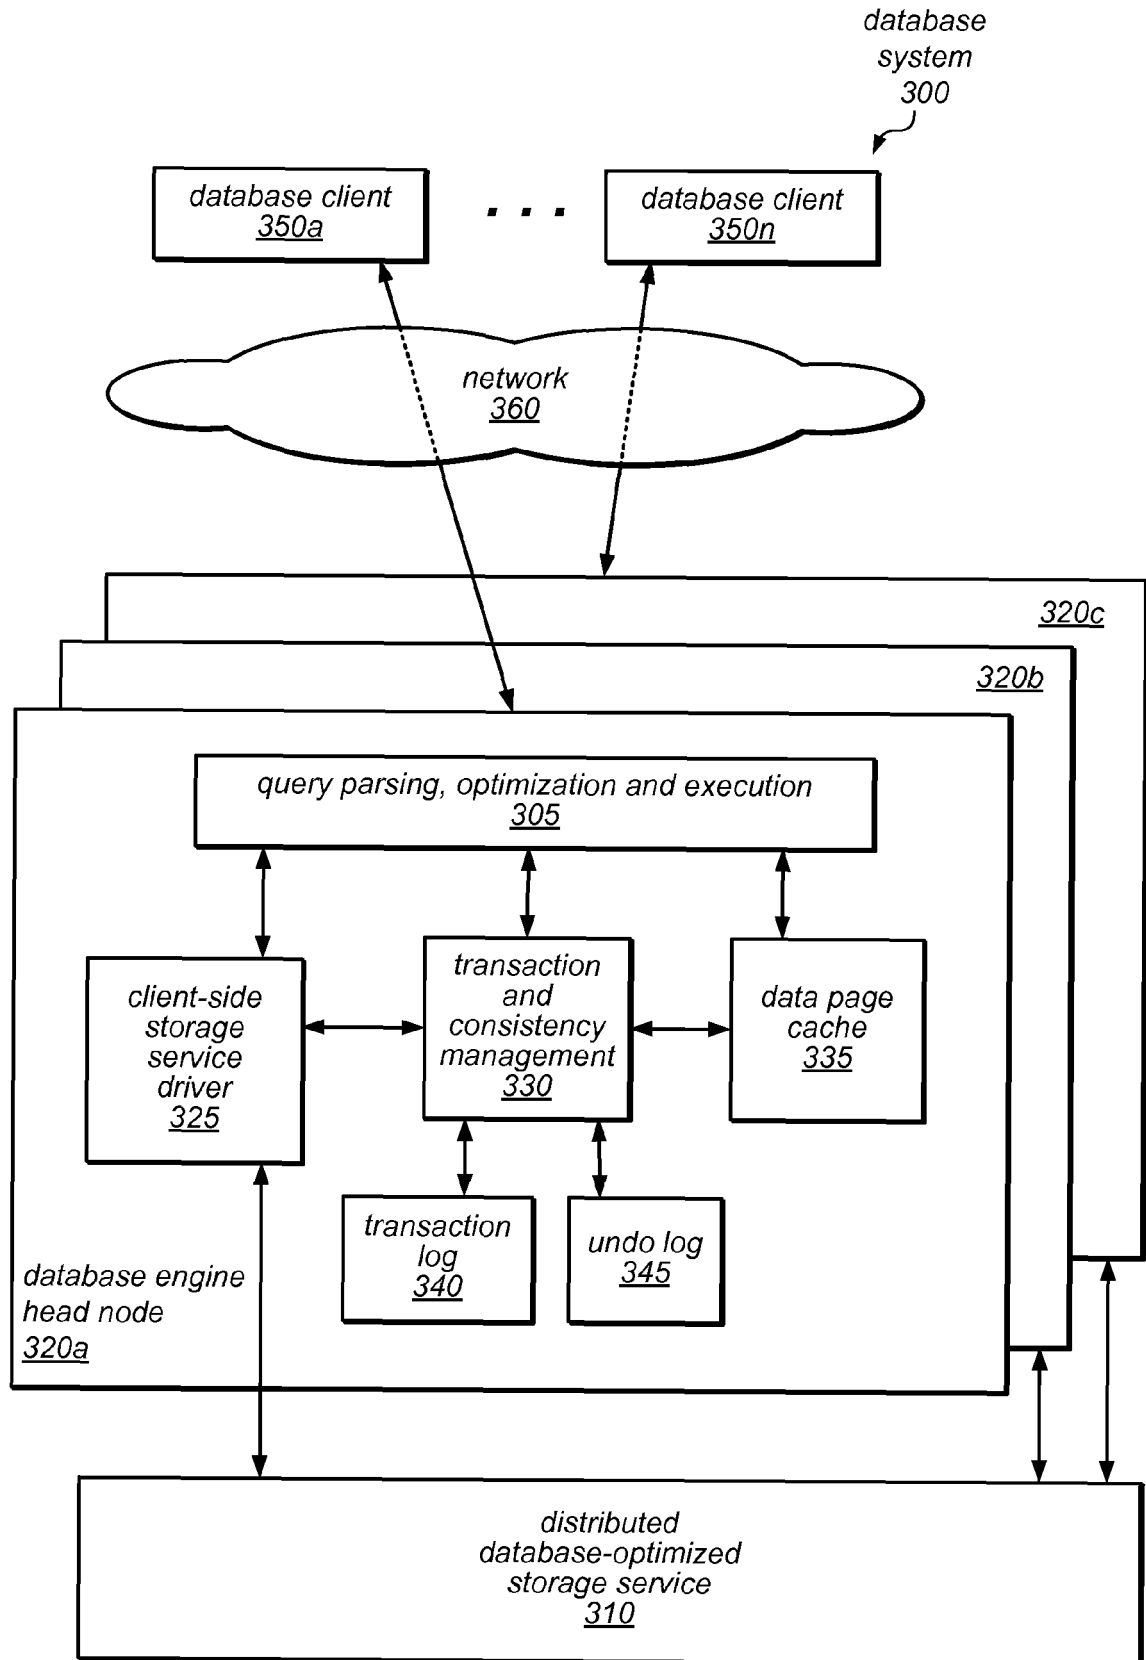 database
system
300
database client
350a
. . .
database client
350n
network
360
320c
320b
query parsing, optimization and execution
305
client-side
storage
service
driver
325
transaction
and
consistency
management
330
data page
cache
335
transaction
log
340
undo log
345
database engine
head node
320a
distributed
database-optimized
storage service
310